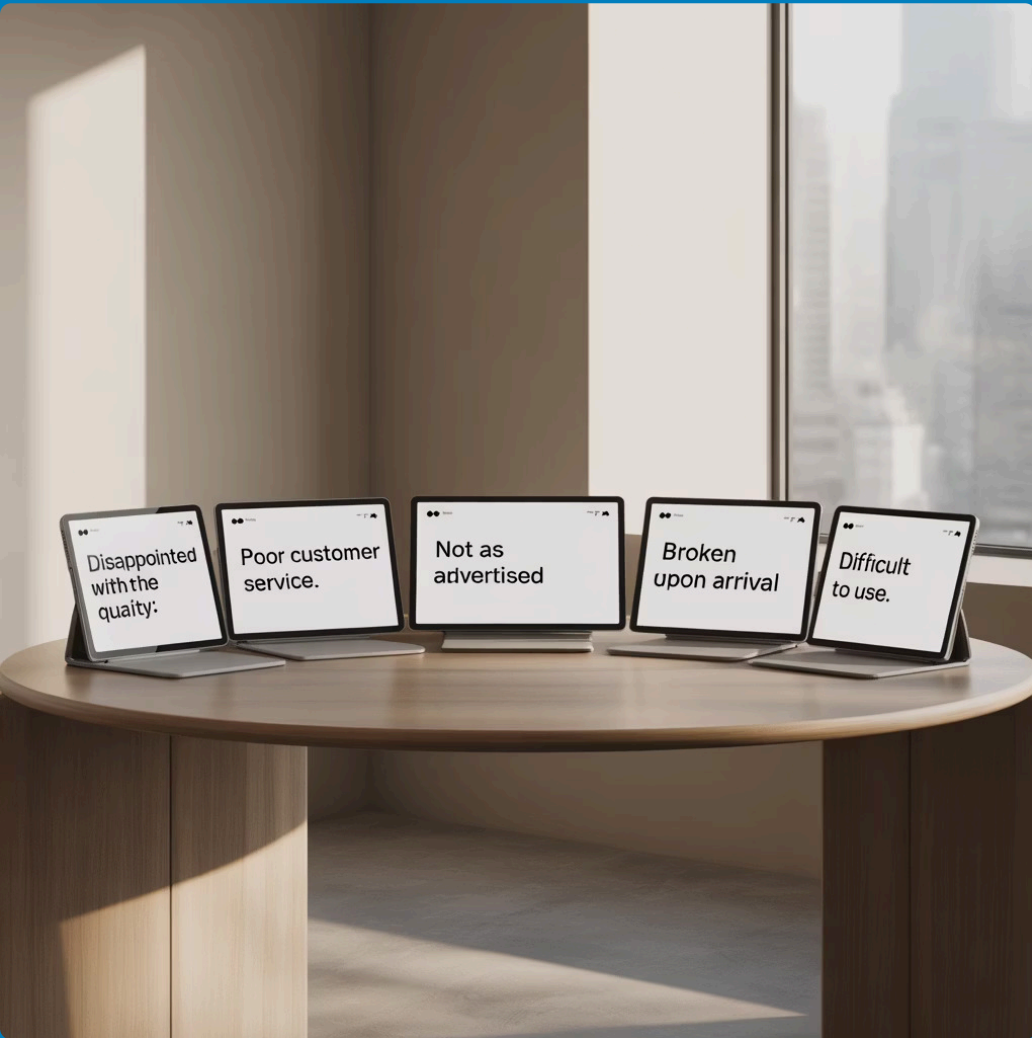 Disappointed
with the
quaity:
Poor customer
service.
Not as
advertised
Broken
upon arrival
Difficult
to use.